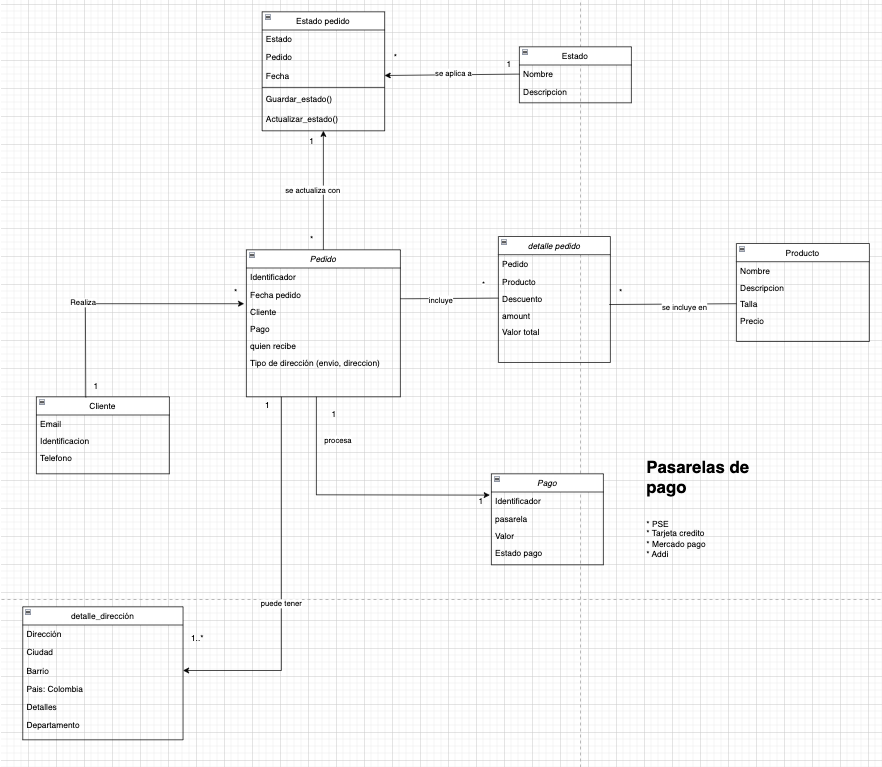 Estado pedido
Estado
Pedido
Fecha
Guardar_estado()
Actualizar_estado()
*
se aplica a
1
Estado
Nombre
Descripcion
1
se actualiza con
*
Pedido
Identificador
Fecha pedido
Cliente
Pago
quien recibe
Tipo de dirección (envio, direccion)
incluye
*
detalle pedido
Pedido
Producto
Descuento
amount
Valor total
*
se incluye en
Producto
Nombre
Descripcion
Talla
Precio
Realiza
*
1
Cliente
Email
Identificacion
Telefono
1
1
procesa
1
Pago
Identificador
pasarela
Valor
Estado pago
Pasarelas de
pago
* PSE
* Tarjeta credito
* Mercado pago
* Addi
puede tener
1..*
detalle_dirección
Dirección
Ciudad
Barrio
Pais: Colombia
Detalles
Departamento